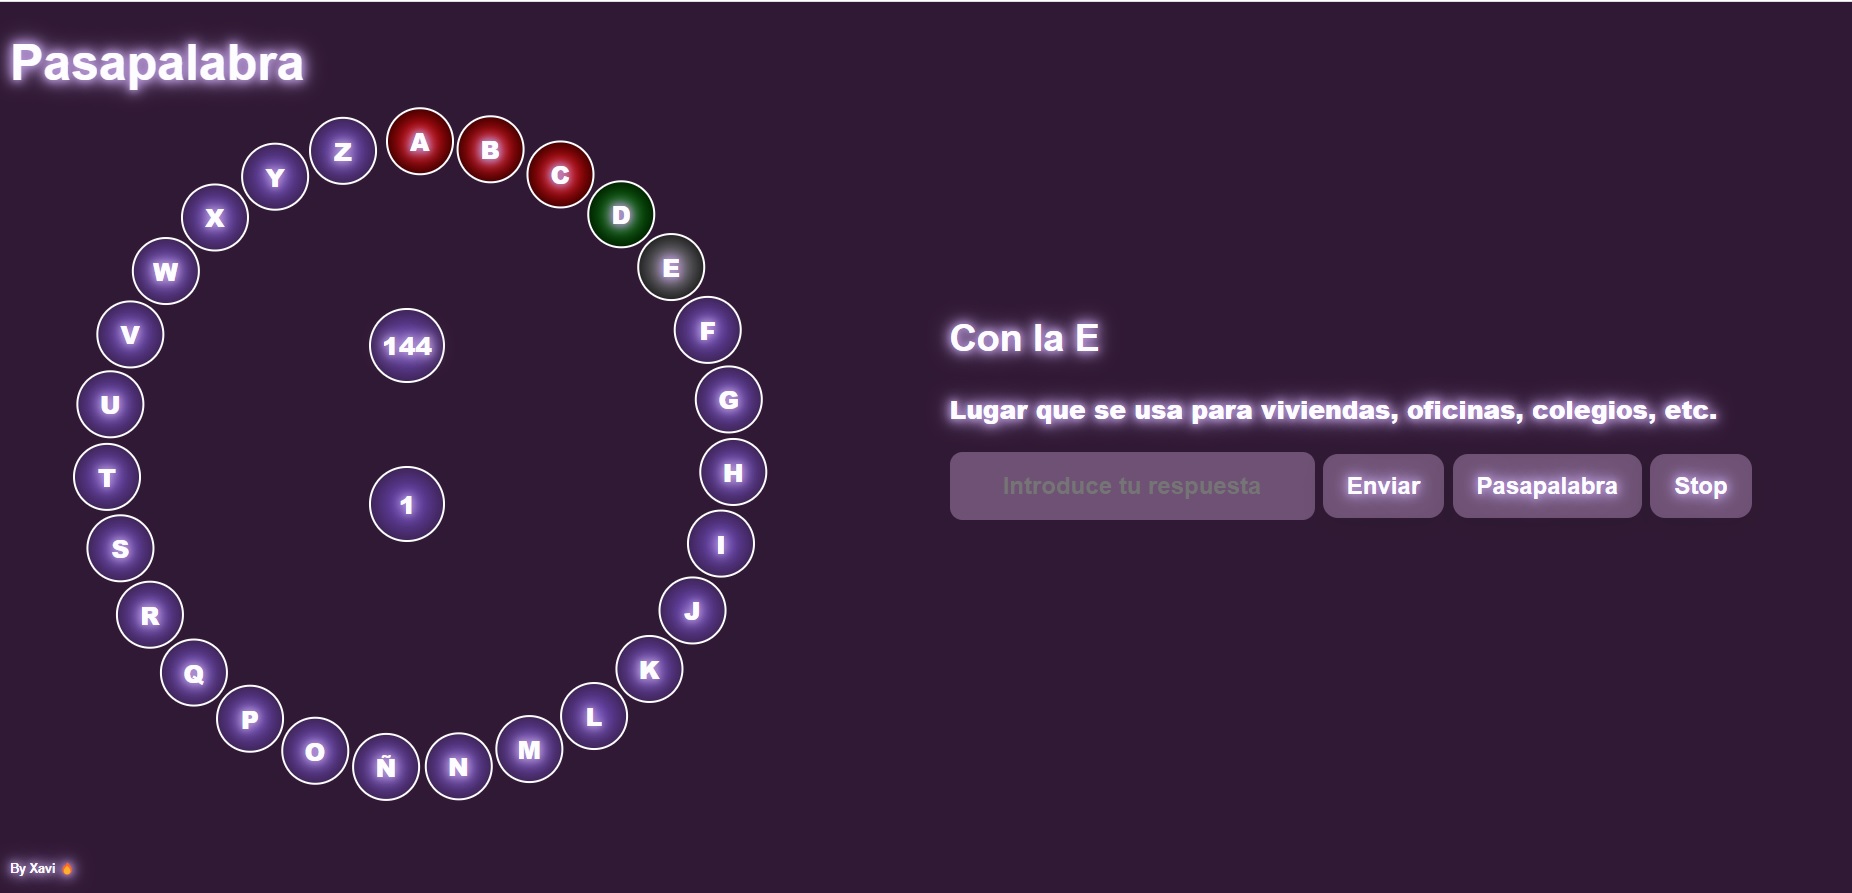 Pasapalabra
A
B
C
D
E
F
G
H
I
J
K
L
M
N
Ñ
O
P
Q
R
S
T
U
V
W
X
Y
Z
144
1
Con la E
Lugar que se usa para viviendas, oficinas, colegios, etc.
Introduce tu respuesta Enviar Pasapalabra Stop
By Xavi